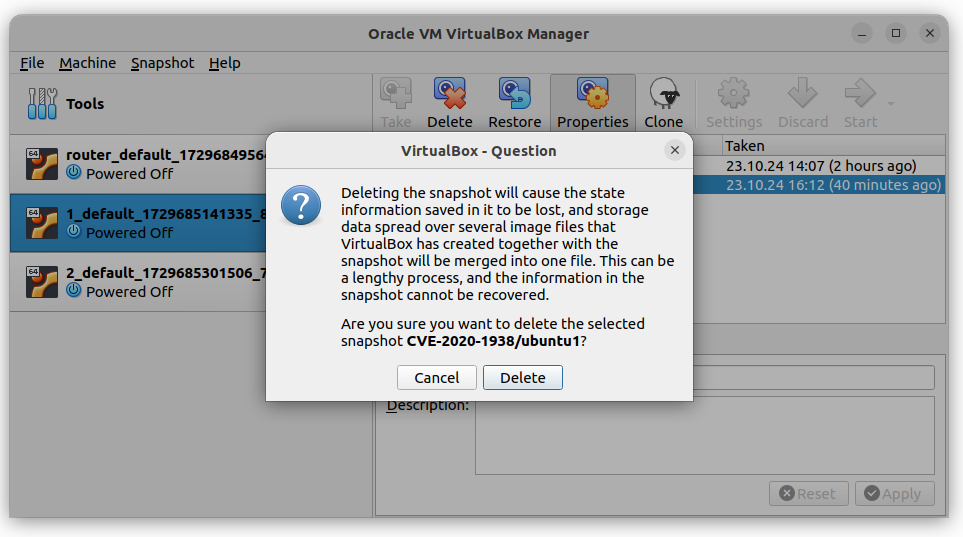 Oracle VM VirtualBox Manager
File Machine Snapshot Help
Tools
Take Delete Restore Properties Clone Settings Discard Start
Taken
23.10.24 14:07 (2 hours ago)
23.10.24 16:12 (40 minutes ago)
64
router_default_1729684956
Powered Off
64
1_default_1729685141335_8
Powered Off
64
2_default_1729685301506_7
Powered Off
VirtualBox - Question
Deleting the snapshot will cause the state
information saved in it to be lost, and storage
data spread over several image files that
VirtualBox has created together with the
snapshot will be merged into one file. This can be
a lengthy process, and the information in the
snapshot cannot be recovered.
Are you sure you want to delete the selected
snapshot CVE-2020-1938/ubuntu1?
Cancel Delete
Description:
Reset Apply